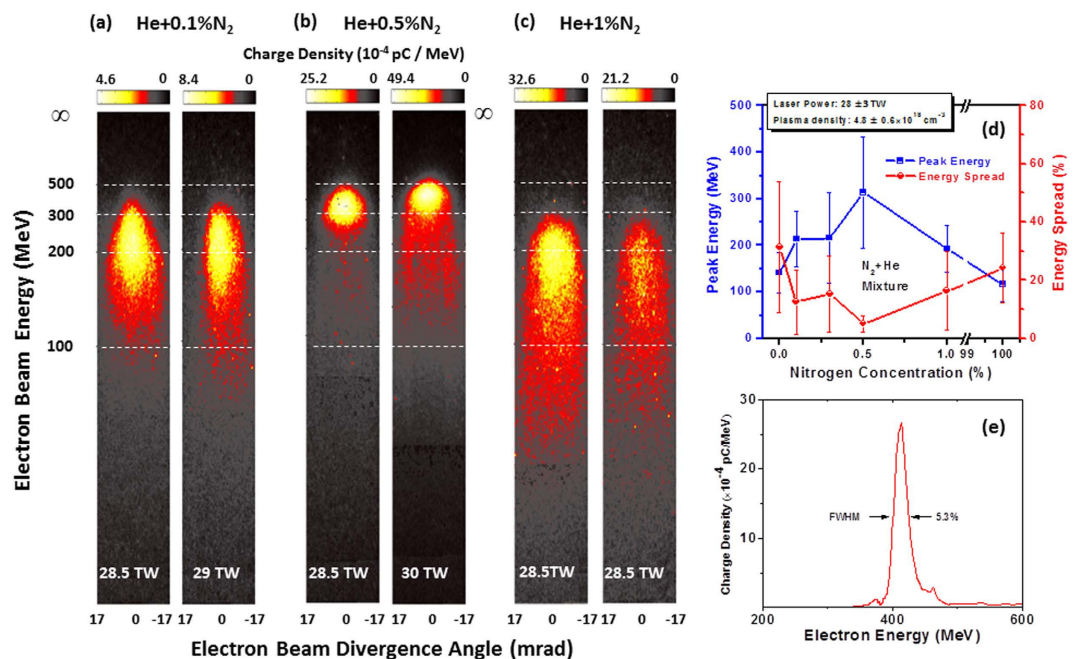 (a) He+0.1%N₂
(b) He+0.5%N₂
(c) He+1%N₂
Charge Density (10⁻⁴ pC / MeV)
4.6 0 8.4 0
25.2 0 49.4 0
32.6 0 21.2 0
∞ ∞
500
300
200
100
Electron Beam Energy (MeV)
28.5 TW 29 TW
28.5 TW 30 TW
28.5TW 28.5 TW
17 0 -17 17 0 -17
17 0 -17 17 0 -17
17 0 -17 17 0 -17
Electron Beam Divergence Angle (mrad)
Laser Power: 28 ±3TW
Plasma density: 4.8 ± 0.6×10¹⁸ cm⁻³
(d)
Peak Energy
Energy Spread
N₂+He
Mixture
Peak Energy (MeV)
500
400
300
200
100
0
Energy Spread (%)
80
60
40
20
0
0.0 0.5 1.0 99 100
Nitrogen Concentration (%)
(e)
FWHM 5.3%
Charge Density (×10⁻⁴ pC/MeV)
30
20
10
0
200 300 400 500 600
Electron Energy (MeV)